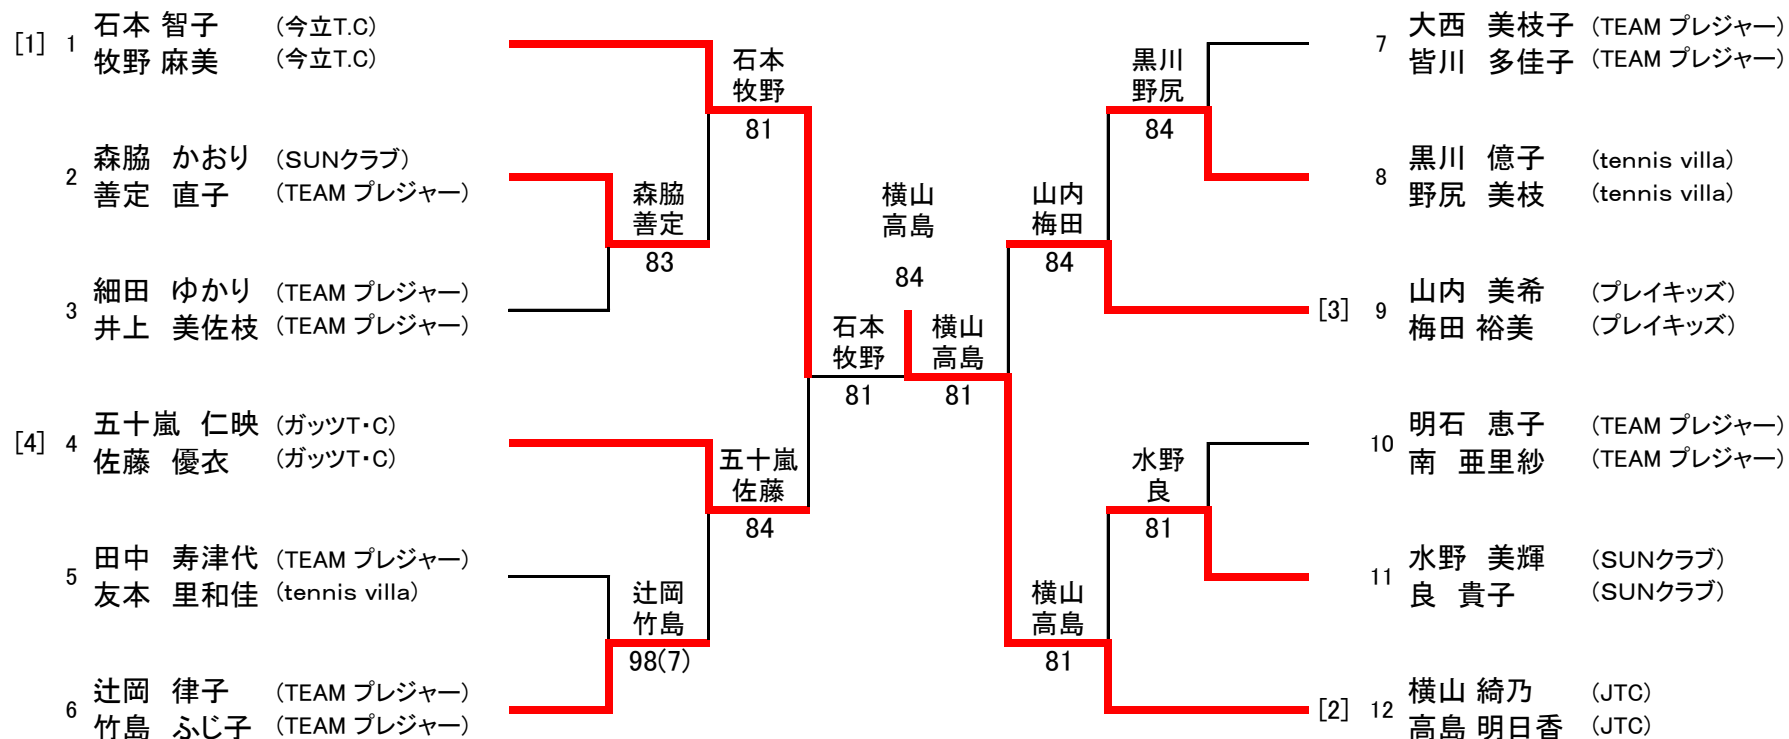 [1] 1 石本 智子 (今立T.C)
牧野 麻美 (今立T.C)
2 森脇 かおり (SUNクラブ)
善定 直子 (TEAM プレジャー)
3 細田 ゆかり (TEAM プレジャー)
井上 美佐枝 (TEAM プレジャー)
[4] 4 五十嵐 仁映 (ガッツT・C)
佐藤 優衣 (ガッツT・C)
5 田中 寿津代 (TEAM プレジャー)
友本 里和佳 (tennis villa)
6 辻岡 律子 (TEAM プレジャー)
竹島 ふじ子 (TEAM プレジャー)
森脇
善定
83
辻岡
竹島
98(7)
石本
牧野
81
五十嵐
佐藤
84
石本
牧野
81
横山
高島
84
横山
高島
81
山内
梅田
84
横山
高島
81
黒川
野尻
84
水野
良
81
7 大西 美枝子 (TEAM プレジャー)
皆川 多佳子 (TEAM プレジャー)
8 黒川 億子 (tennis villa)
野尻 美枝 (tennis villa)
[3] 9 山内 美希 (プレイキッズ)
梅田 裕美 (プレイキッズ)
10 明石 恵子 (TEAM プレジャー)
南 亜里紗 (TEAM プレジャー)
11 水野 美輝 (SUNクラブ)
良 貴子 (SUNクラブ)
[2] 12 横山 綺乃 (JTC)
高島 明日香 (JTC)